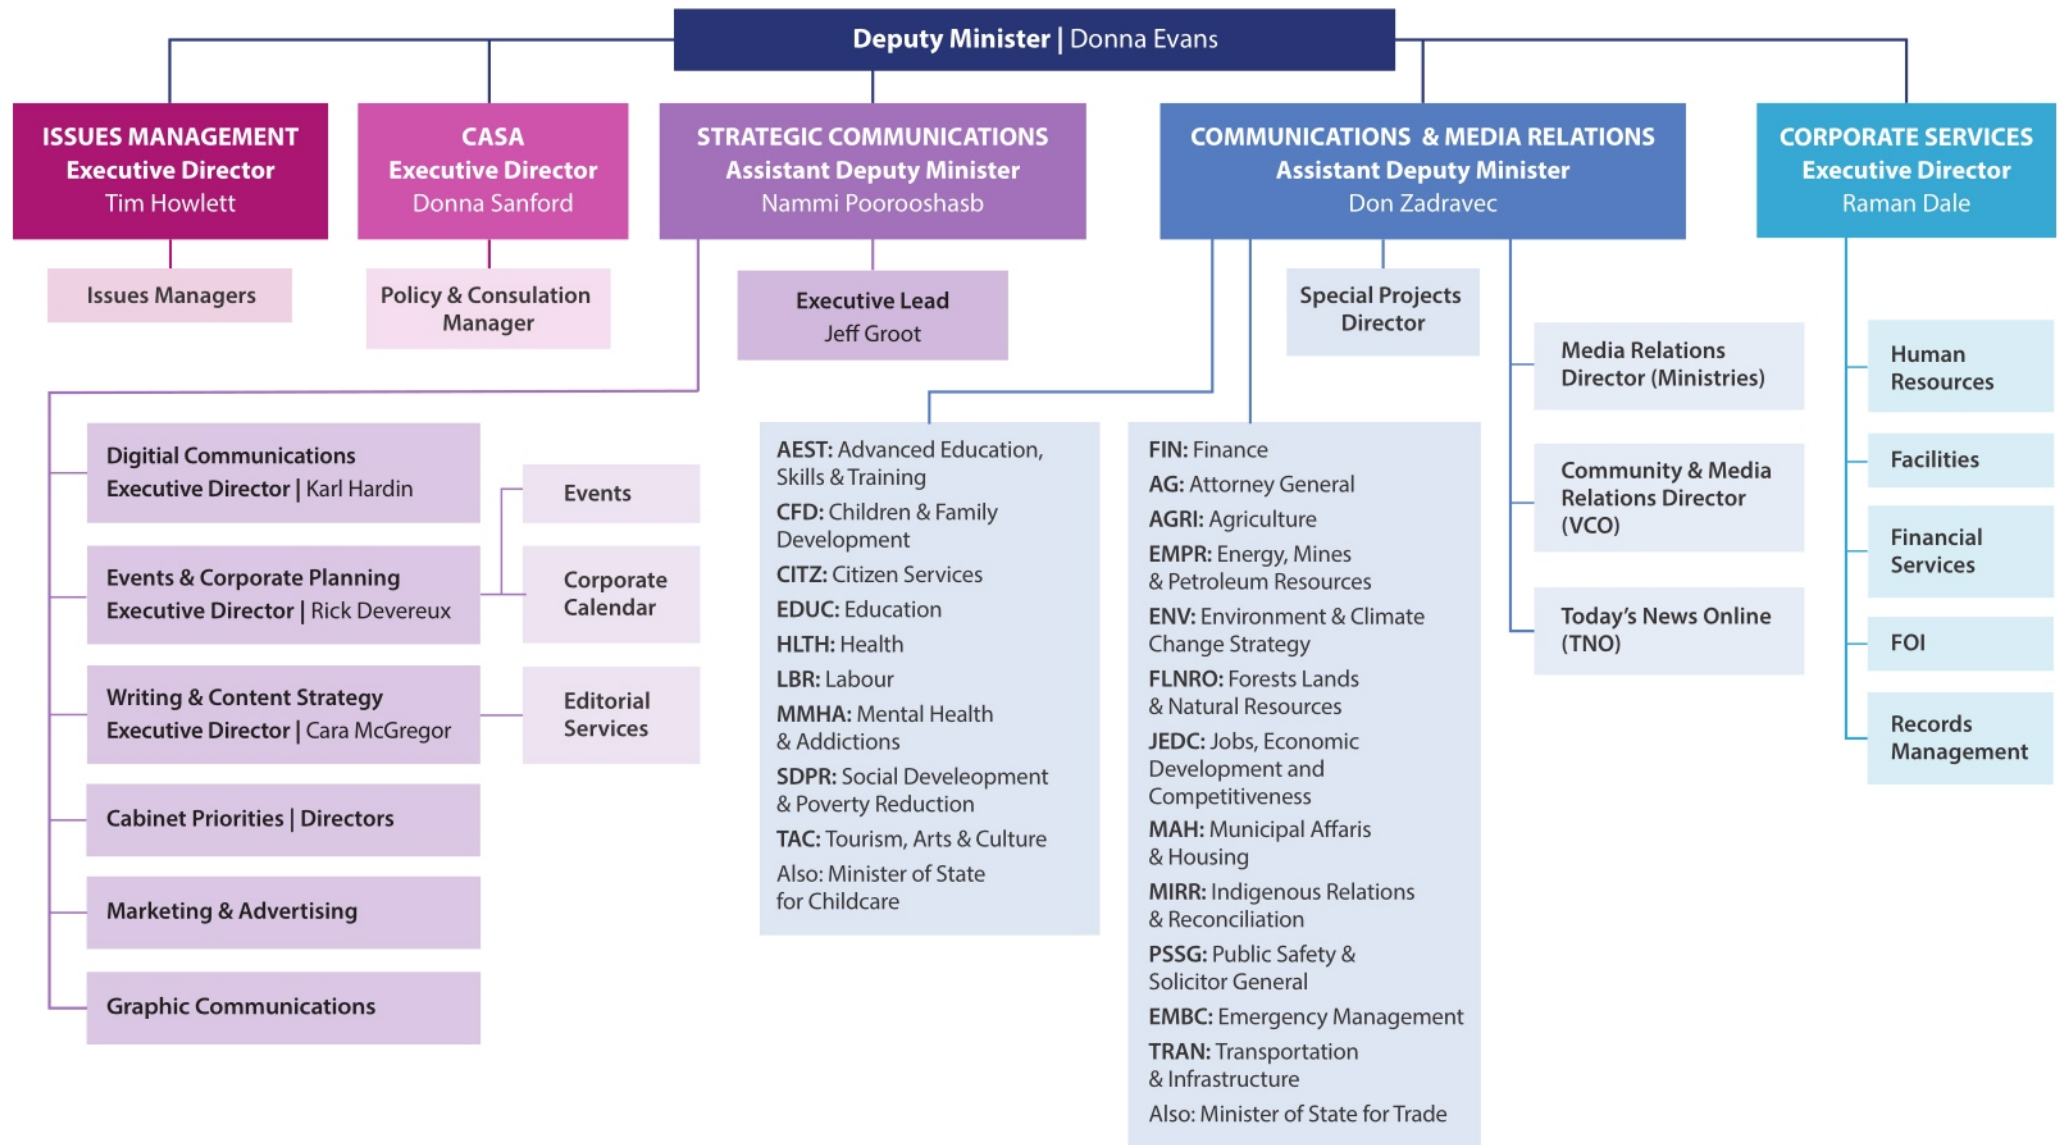 Deputy Minister | Donna Evans
ISSUES MANAGEMENT
Executive Director
Tim Howlett
Issues Managers
CASA
Executive Director
Donna Sanford
Policy & Consulation
Manager
STRATEGIC COMMUNICATIONS
Assistant Deputy Minister
Nammi Poorooshasb
Executive Lead
Jeff Groot
Digitial Communications
Executive Director | Karl Hardin
Events & Corporate Planning
Executive Director | Rick Devereux
Events
Corporate
Calendar
Writing & Content Strategy
Executive Director | Cara McGregor
Editorial
Services
Cabinet Priorities | Directors
Marketing & Advertising
Graphic Communications
COMMUNICATIONS & MEDIA RELATIONS
Assistant Deputy Minister
Don Zadravec
Special Projects
Director
AEST: Advanced Education,
Skills & Training
CFD: Children & Family
Development
CITZ: Citizen Services
EDUC: Education
HLTH: Health
LBR: Labour
MMHA: Mental Health
& Addictions
SDPR: Social Develeopment
& Poverty Reduction
TAC: Tourism, Arts & Culture
Also: Minister of State
for Childcare
FIN: Finance
AG: Attorney General
AGRI: Agriculture
EMPR: Energy, Mines
& Petroleum Resources
ENV: Environment & Climate
Change Strategy
FLNRO: Forests Lands
& Natural Resources
JEDC: Jobs, Economic
Development and
Competitiveness
MAH: Municipal Affaris
& Housing
MIRR: Indigenous Relations
& Reconciliation
PSSG: Public Safety &
Solicitor General
EMBC: Emergency Management
TRAN: Transportation
& Infrastructure
Also: Minister of State for Trade
Media Relations
Director (Ministries)
Community & Media
Relations Director
(VCO)
Today's News Online
(TNO)
CORPORATE SERVICES
Executive Director
Raman Dale
Human
Resources
Facilities
Financial
Services
FOI
Records
Management